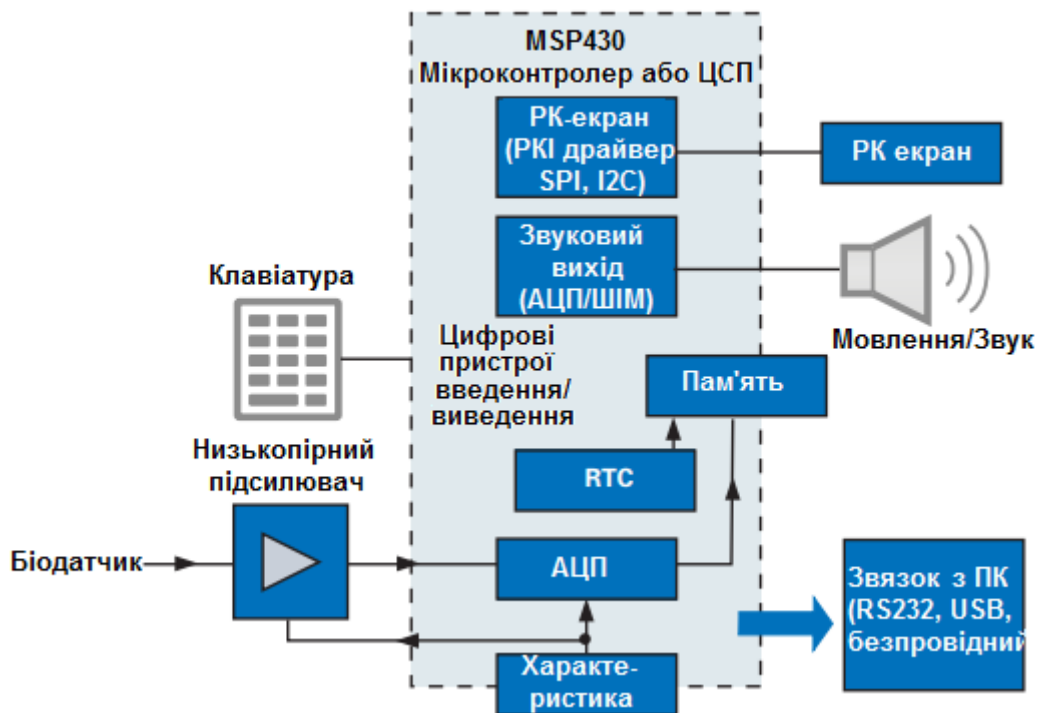 MSP430
Мікроконтролер або ЦСП
РК-екран
(РКІ драйвер
SPI, I2C)
РК екран
Звуковий
вихід
(АЦП/ШІМ)
Мовлення/Звук
Клавіатура
Цифрові
пристрої
введення/
виведення
Пам'ять
Низькопірний
підсилювач
RTC
Біодатчик
АЦП
Звязок з ПК
(RS232, USB,
безпровідний
Характе-
ристика